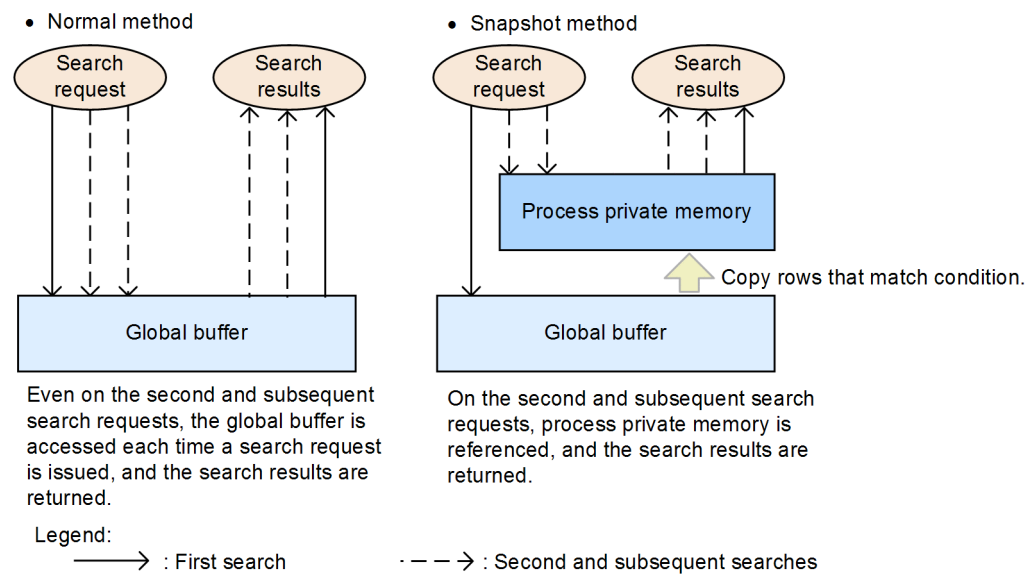 • Normal method
Search
request
Search
results
Global buffer
Even on the second and subsequent
search requests, the global buffer is
accessed each time a search request
is issued, and the search results are
returned.
• Snapshot method
Search
request
Search
results
Process private memory
Copy rows that match condition.
Global buffer
On the second and subsequent search
requests, process private memory is
referenced, and the search results are
returned.
Legend:
: First search
: Second and subsequent searches